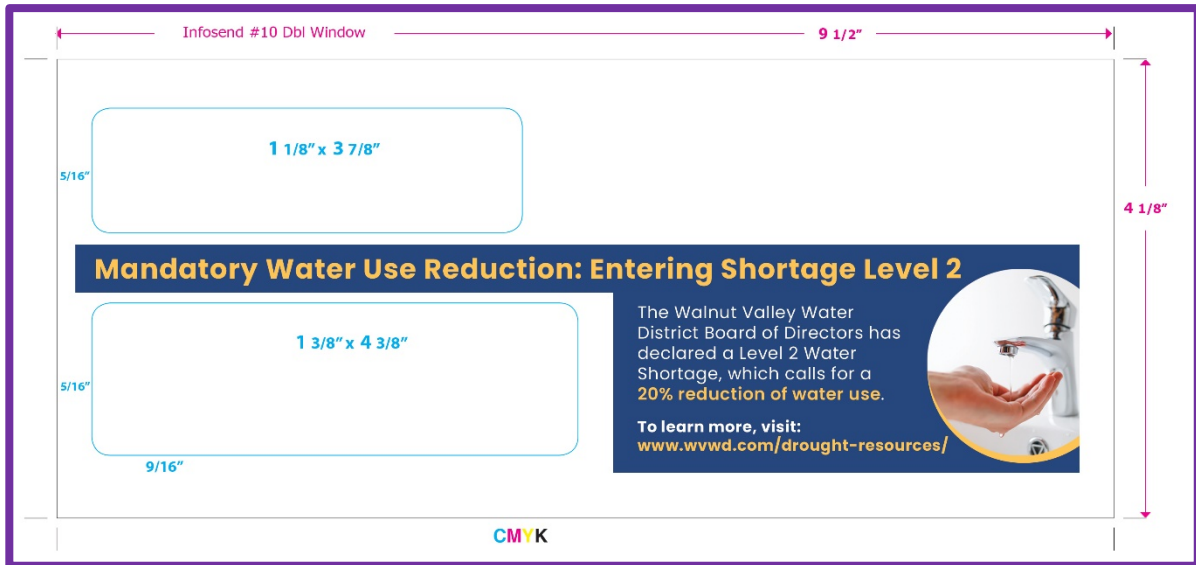 Infosend #10 Dbl Window
9 1/2”
1 1/8” x 3 7/8”
5/16”
4 1/8”
Mandatory Water Use Reduction: Entering Shortage Level 2
1 3/8” x 4 3/8”
5/16”
9/16”
The Walnut Valley Water
District Board of Directors has
declared a Level 2 Water
Shortage, which calls for a
20% reduction of water use.
To learn more, visit:
www.wvwd.com/drought-resources/
CMYK